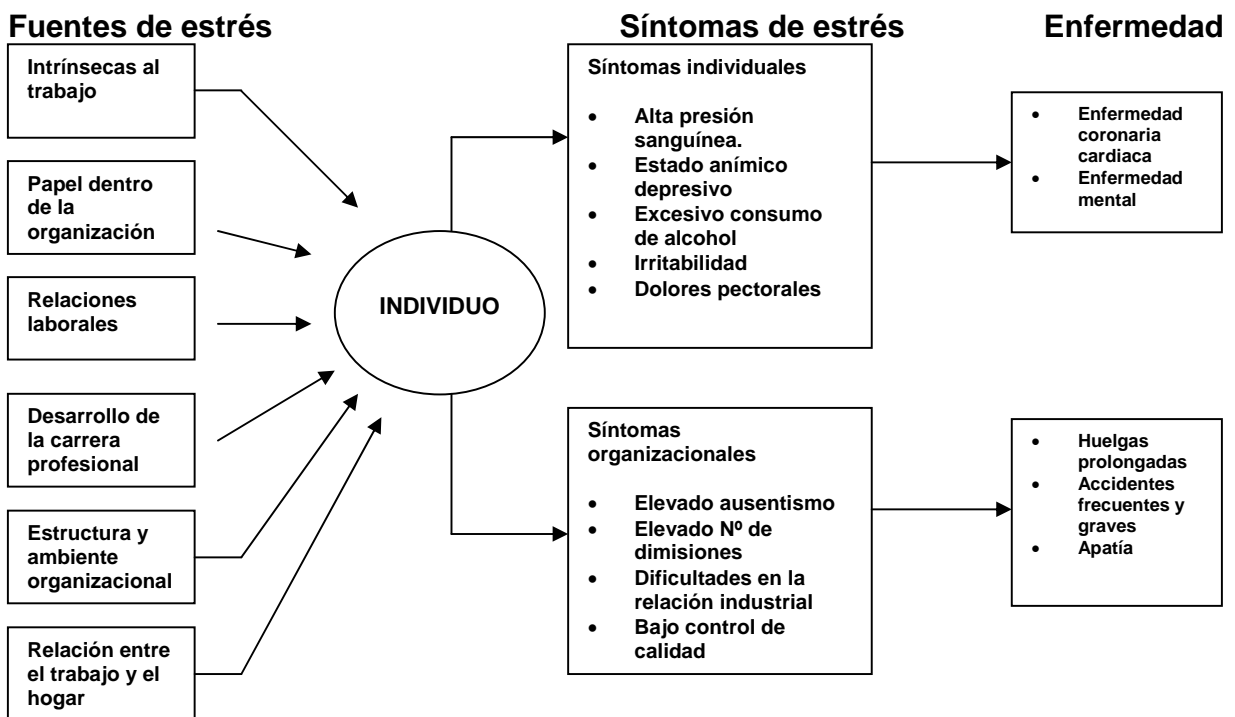 Fuentes de estrés
Síntomas de estrés
Enfermedad
Intrínsecas al
trabajo
Papel dentro
de la
organización
Relaciones
laborales
Desarrollo de
la carrera
profesional
Estructura y
ambiente
organizacional
Relación entre
el trabajo y el
hogar
INDIVIDUO
Síntomas individuales
• Alta presión
sanguínea.
• Estado anímico
depresivo
• Excesivo consumo
de alcohol
• Irritabilidad
• Dolores pectorales
Síntomas
organizacionales
• Elevado ausentismo
• Elevado Nº de
dimisiones
• Dificultades en la
relación industrial
• Bajo control de
calidad
• Enfermedad
coronaria
cardiaca
• Enfermedad
mental
• Huelgas
prolongadas
• Accidentes
frecuentes y
graves
• Apatía